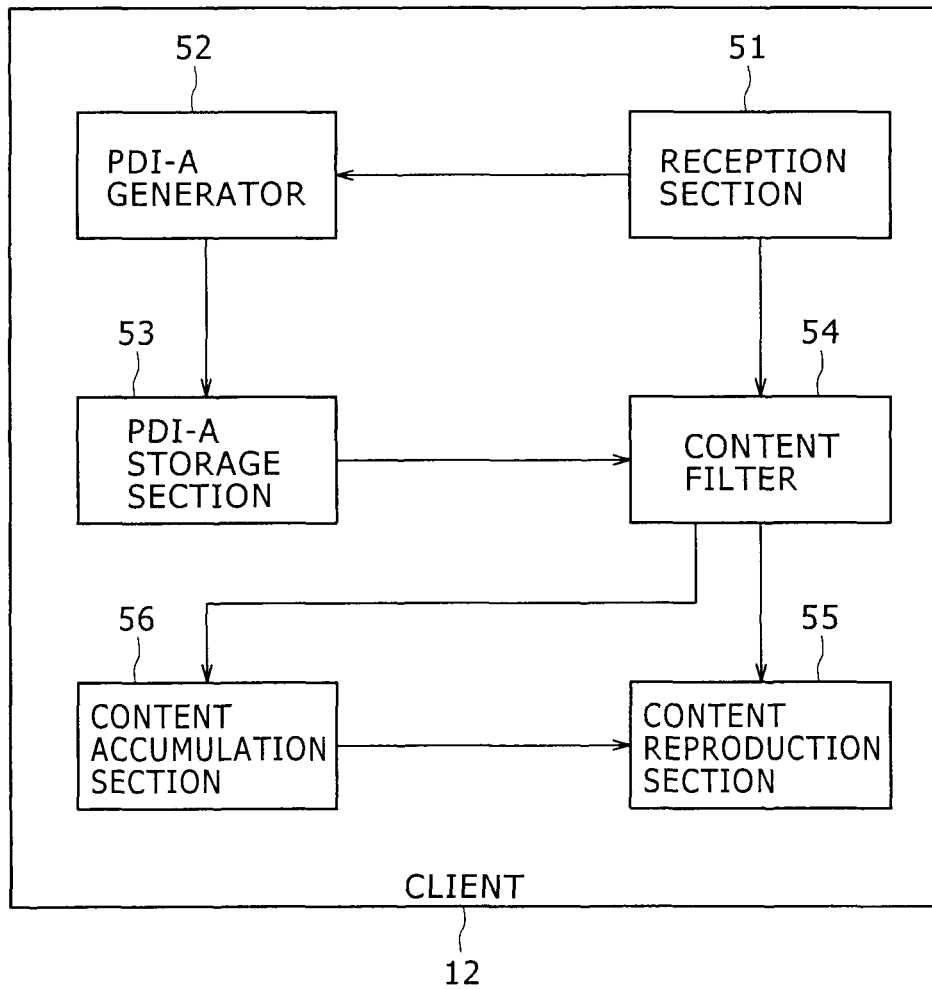 52
51
PDI-A
GENERATOR
RECEPTION
SECTION
53
54
PDI-A
STORAGE
SECTION
CONTENT
FILTER
56
55
CONTENT
ACCUMULATION
SECTION
CONTENT
REPRODUCTION
SECTION
CLIENT
12